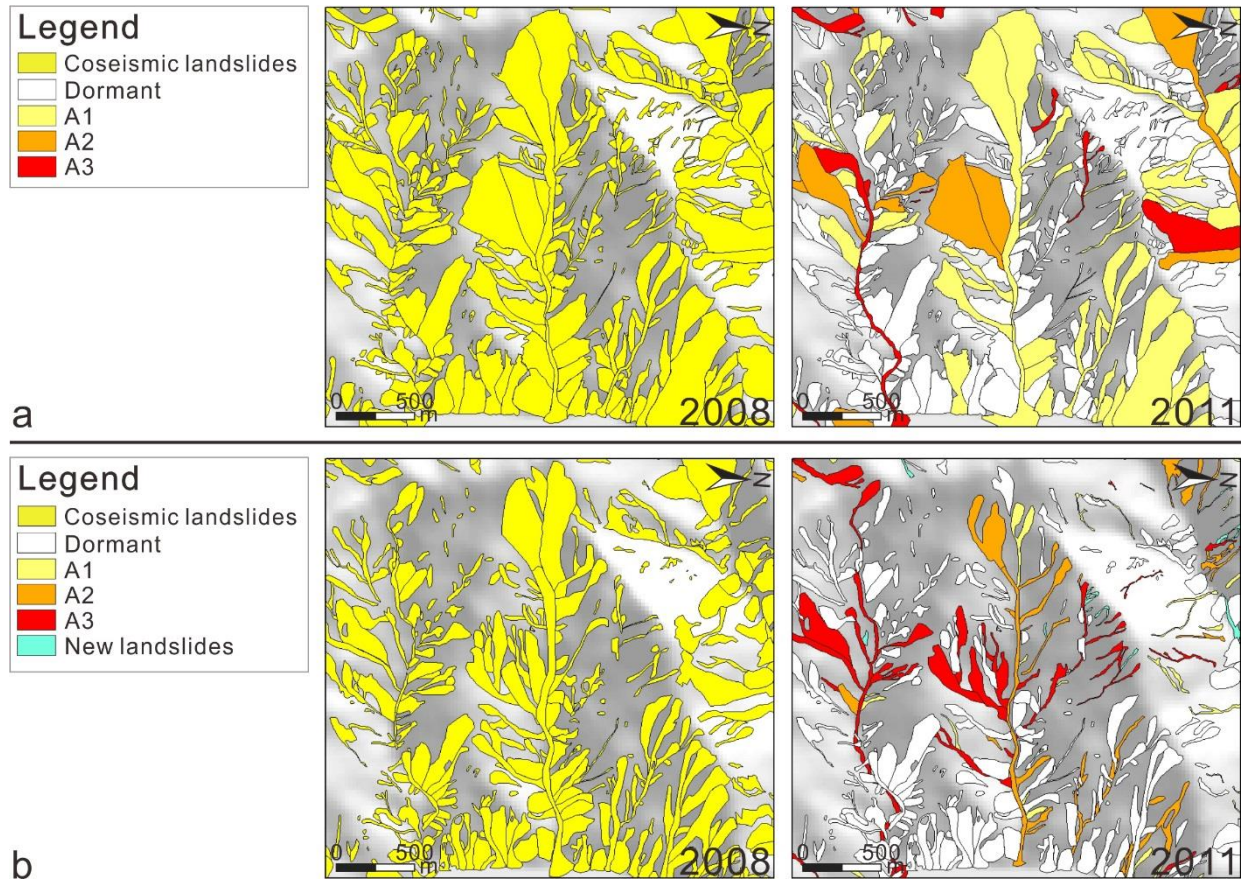 Legend
Coseismic landslides
Dormant
A1
A2
A3
a
N
0 500
m
2008
N
0 500
m
2011
Legend
Coseismic landslides
Dormant
A1
A2
A3
New landslides
b
N
0 500
m
2008
N
0 500
m
2011